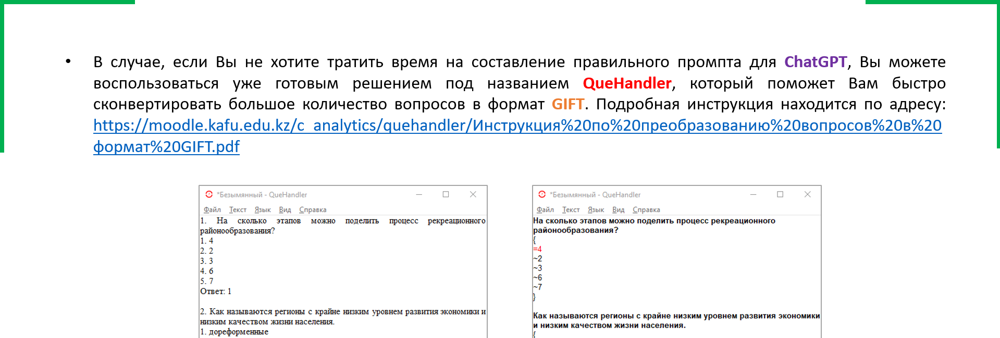 • В случае, если Вы не хотите тратить время на составление правильного промпта для ChatGPT, Вы можете
воспользоваться уже готовым решением под названием QueHandler, который поможет Вам быстро
сконвертировать большое количество вопросов в формат GIFT. Подробная инструкция находится по адресу:
https://moodle.kafu.edu.kz/c_analytics/quehandler/Инструкция%20по%20преобразованию%20вопросов%20в%20
формат%20GIFT.pdf
*Безымянный - QueHandler
Файл Текст Язык Вид Справка
1. На сколько этапов можно поделить процесс рекреационного
районообразования?
1. 4
2. 2
3. 3
4. 6
5. 7
Ответ: 1
2. Как называются регионы с крайне низким уровнем развития экономики и
низким качеством жизни населения.
1. дореформенные
*Безымянный - QueHandler
Файл Текст Язык Вид Справка
На сколько этапов можно поделить процесс рекреационного
районообразования?
{
=4
~2
~3
~6
~7
}
Как называются регионы с крайне низким уровнем развития экономики
и низким качеством жизни населения.
{